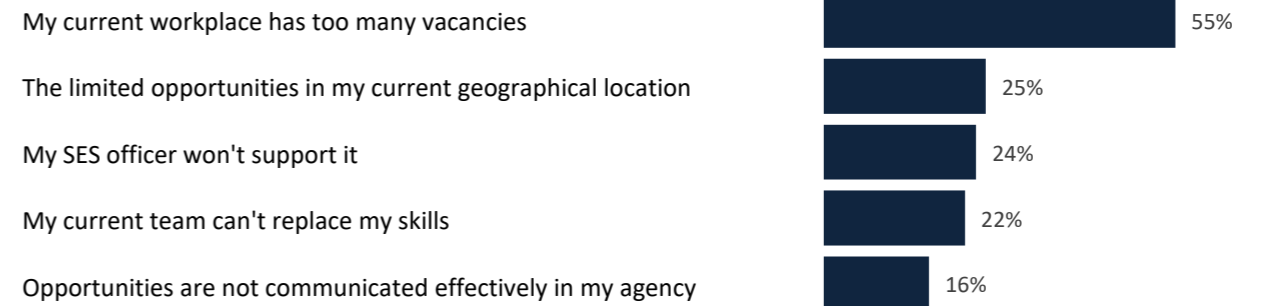 My current workplace has too many vacancies 55%
The limited opportunities in my current geographical location 25%
My SES officer won't support it 24%
My current team can't replace my skills 22%
Opportunities are not communicated effectively in my agency 16%